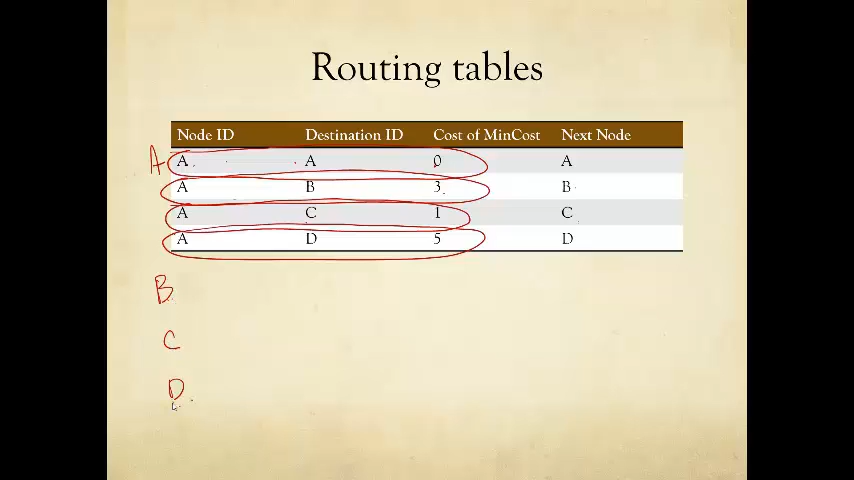 Routing tables
Node ID Destination ID Cost of MinCost Next Node
A A A 0 A
A B 3 B
A C 1 C
A D 5 D
B
C
D